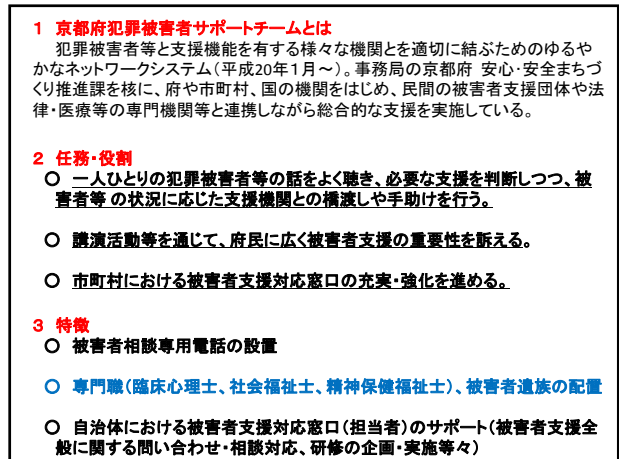 1 京都府犯罪被害者サポートチームとは
犯罪被害者等と支援機能を有する様々な機関とを適切に結ぶためのゆるや
かなネットワークシステム(平成20年1月~)。事務局の京都府 安心・安全まちづ
くり推進課を核に、府や市町村、国の機関をはじめ、民間の被害者支援団体や法
律・医療等の専門機関等と連携しながら総合的な支援を実施している。
2 任務・役割
○ 一人ひとりの犯罪被害者等の話をよく聴き、必要な支援を判断しつつ、被
害者等 の状況に応じた支援機関との橋渡しや手助けを行う。
○ 講演活動等を通じて、府民に広く被害者支援の重要性を訴える。
○ 市町村における被害者支援対応窓口の充実・強化を進める。
3 特徴
○ 被害者相談専用電話の設置
○ 専門職(臨床心理士、社会福祉士、精神保健福祉士)、被害者遺族の配置
○ 自治体における被害者支援対応窓口(担当者)のサポート(被害者支援全
般に関する問い合わせ・相談対応、研修の企画・実施等々)